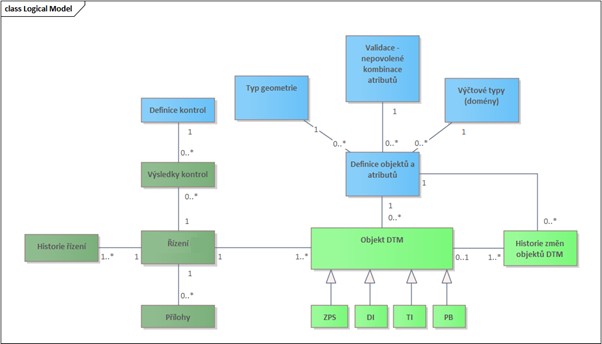 class Logical Model
Validace -
nepovolené
kombinace
atributů
Typ geometrie
Výčtové typy
(domény)
Definice kontrol
1
1
1
1
0..*
0..*
0..*
0..*
Výsledky kontrol
Definice objektů a
atributů
0..*
1
1
1
0..*
0..*
Historie řízení
Řízení
Objekt DTM
Historie změn
objektů DTM
1..*
1
1
1..*
0..1
1..*
1
0..*
Přílohy
ZPS
DI
TI
PB